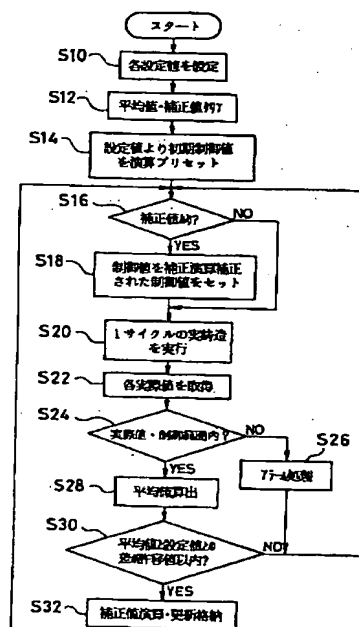 スタート
S10
各設定値を設定
S12
平均値・補正値クリア
S14
設定値より初期制御値
を演算プリセット
S16
補正値有?
NO
YES
S18
制御値を補正演算補正
された制御値をセット
S20
1サイクルの実鋳造
を実行
S22
各実際値を取得
S24
実際値・制御範囲内?
NO
S26
YES
アラーム処理
S28
平均値算出
S30
平均値と設定値との
差が許容値以内?
NO
YES
S32
補正値演算・更新格納